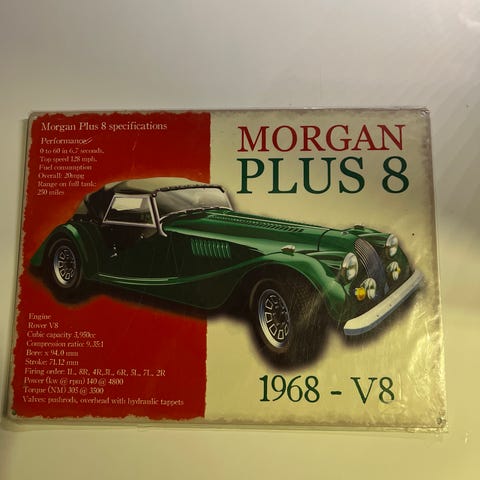 Morgan Plus 8 specifications
Performance
0 to 60 in 6.7 seconds,
Top speed 128 mph,
Fuel consumption
Overall: 20mpg
Range on full tank:
250 miles
MORGAN
PLUS 8
Engine
Rover V8
Cubic capacity 3,950cc
Compression ratio: 9,35:1
Bore: x 94.0 mm
Stroke: 71.12 mm
Firing order: 1L, 8R, 4R,3L, 6R, 5L, 7L, 2R
Power (kw @ rpm) 140 @ 4800
Torque (NM) 305 @ 3500
Valves: pushrods, overhead with hydraulic tappets
1968 - V8